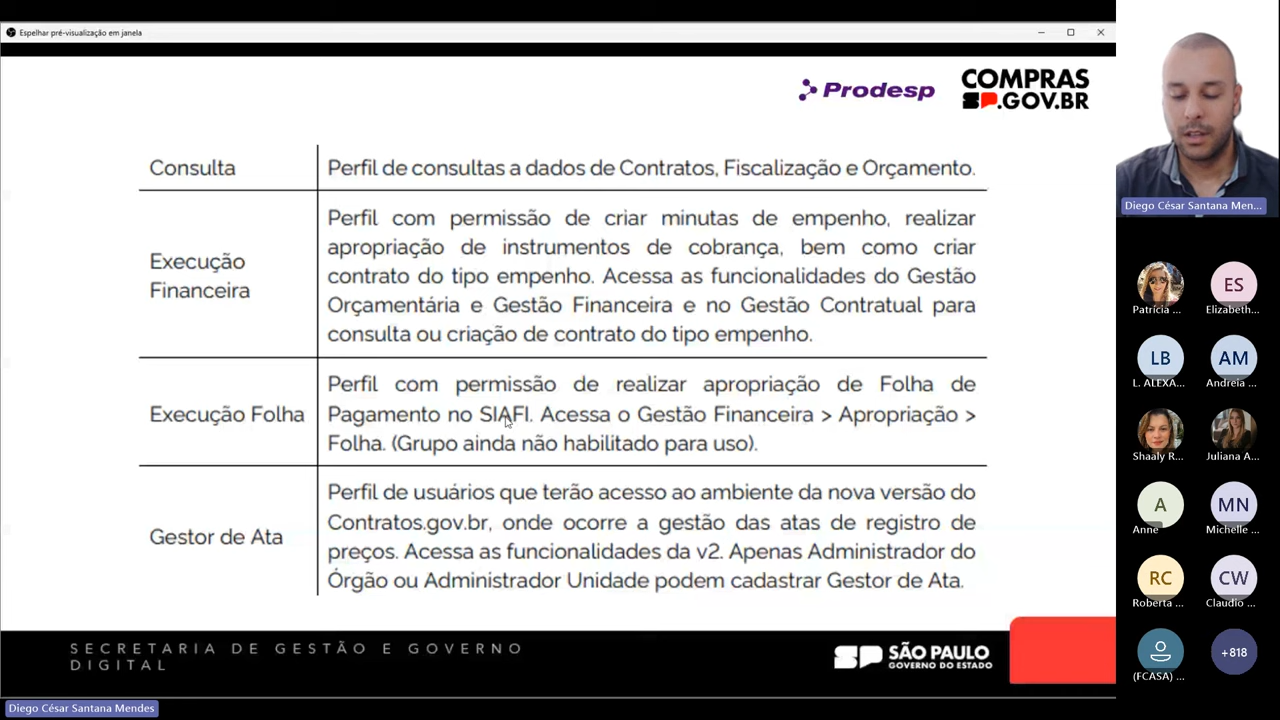 Espelhar pré-visualização em janela
Prodesp
COMPRAS
SP.GOV.BR
Consulta
Perfil de consultas a dados de Contratos, Fiscalização e Orçamento.
Execução
Financeira
Perfil com permissão de criar minutas de empenho, realizar
apropriação de instrumentos de cobrança, bem como criar
contrato do tipo empenho. Acessa as funcionalidades do Gestão
Orçamentária e Gestão Financeira e no Gestão Contratual para
consulta ou criação de contrato do tipo empenho.
Execução Folha
Perfil com permissão de realizar apropriação de Folha de
Pagamento no SIAFI. Acessa o Gestão Financeira > Apropriação >
Folha. (Grupo ainda não habilitado para uso).
Gestor de Ata
Perfil de usuários que terão acesso ao ambiente da nova versão do
Contratos.gov.br, onde ocorre a gestão das atas de registro de
preços. Acessa as funcionalidades da v2. Apenas Administrador do
Órgão ou Administrador Unidade podem cadastrar Gestor de Ata.
SECRETARIA DE GESTÃO E GOVERNO
DIGITAL
SP SÃO PAULO
GOVERNO DO ESTADO
Diego César Santana Mendes
Diego César Santana Men...
Patrícia ...
ES
Elizabeth...
LB
L. ALEXA...
AM
Andreia ...
Shaaly R...
Juliana A...
A
Anne
MN
Michelle ...
RC
Roberta ...
CW
Claudio ...
(FCASA) ...
+818